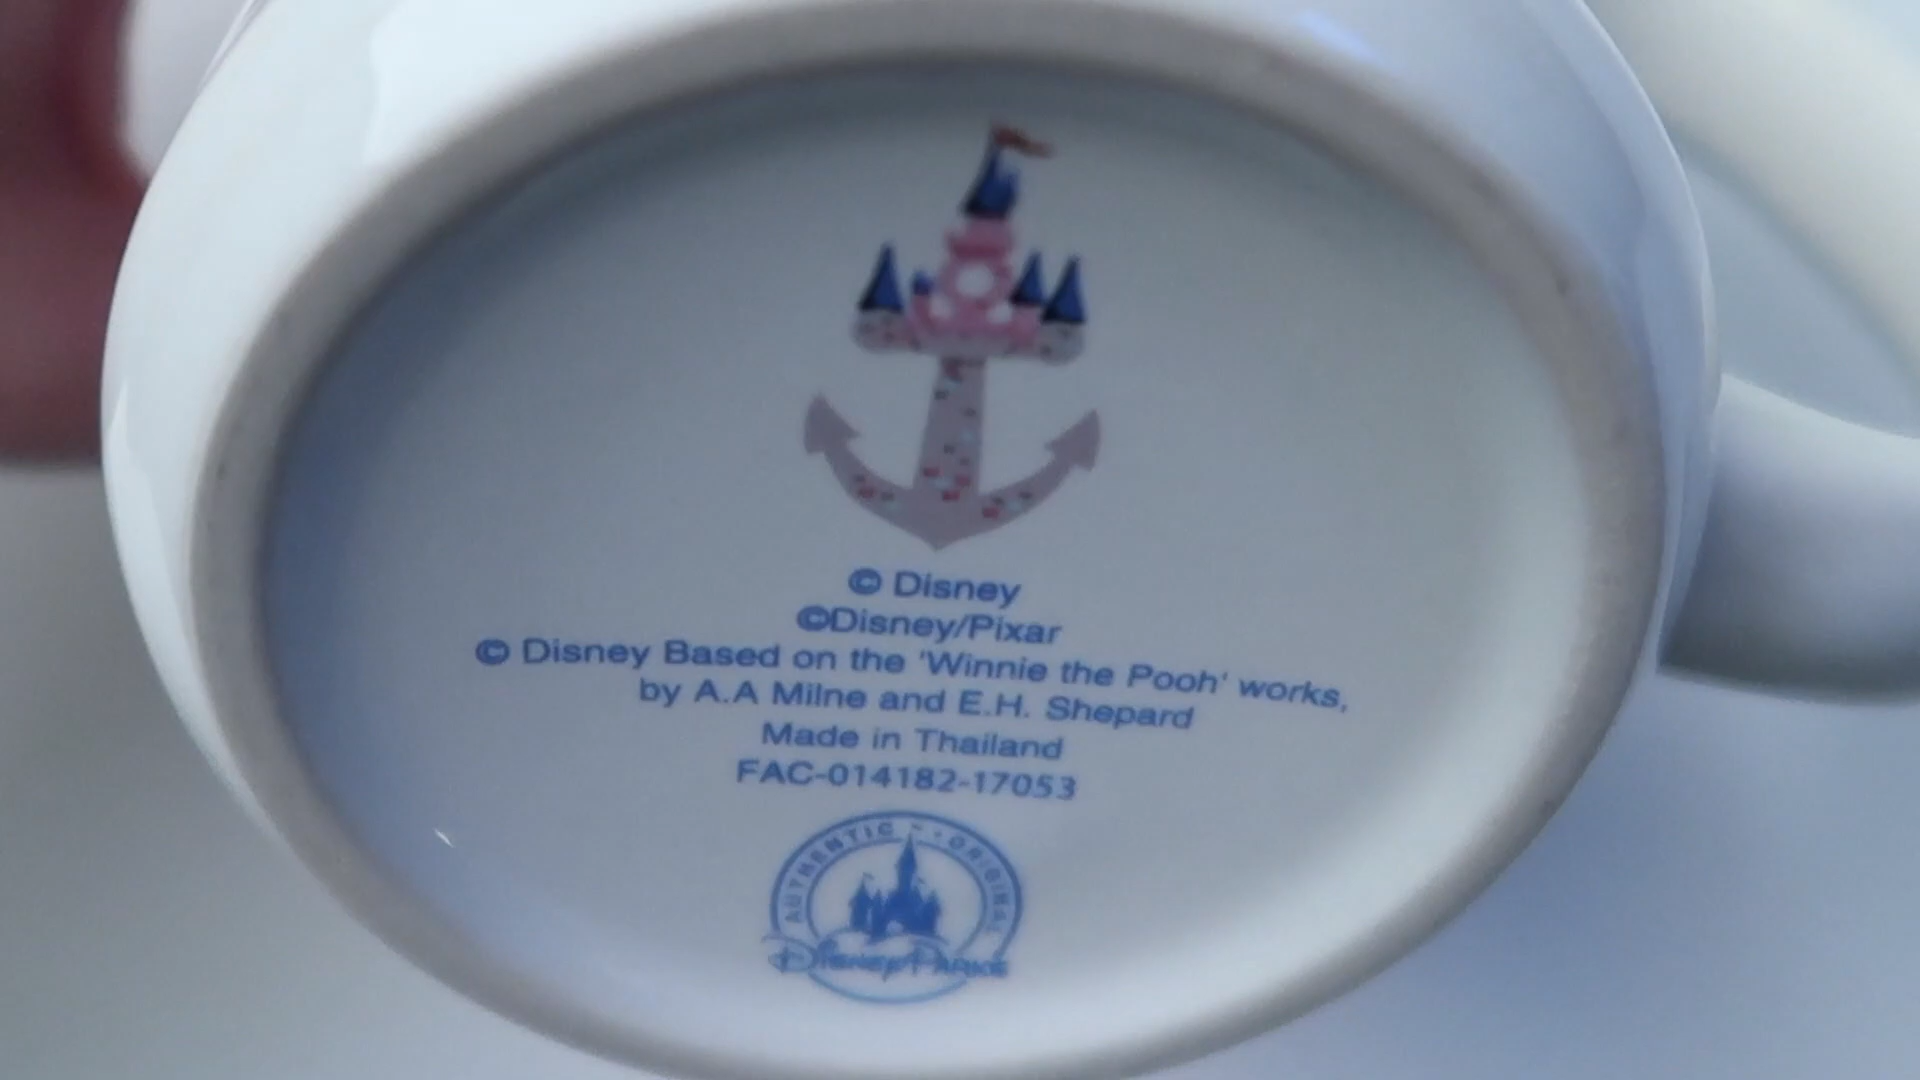 © Disney
©Disney/Pixar
© Disney Based on the 'Winnie the Pooh' works,
by A.A Milne and E.H. Shepard
Made in Thailand
FAC-014182-17053
AUTHENTIC - · ORIGINAL
Disney PARKS